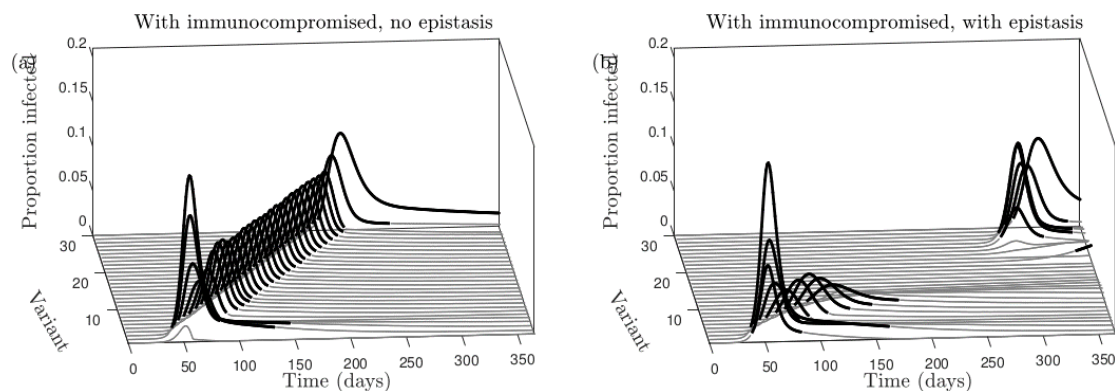 With immunocompromised, no epistasis
(a)
Proportion infected
0.2
0.15
0.1
0.05
0
30
20
10
Variant
0 50 100 150 200 250 300 350
Time (days)
With immunocompromised, with epistasis
(b)
Proportion infected
0.2
0.15
0.1
0.05
0
30
20
10
Variant
0 50 100 150 200 250 300 350
Time (days)